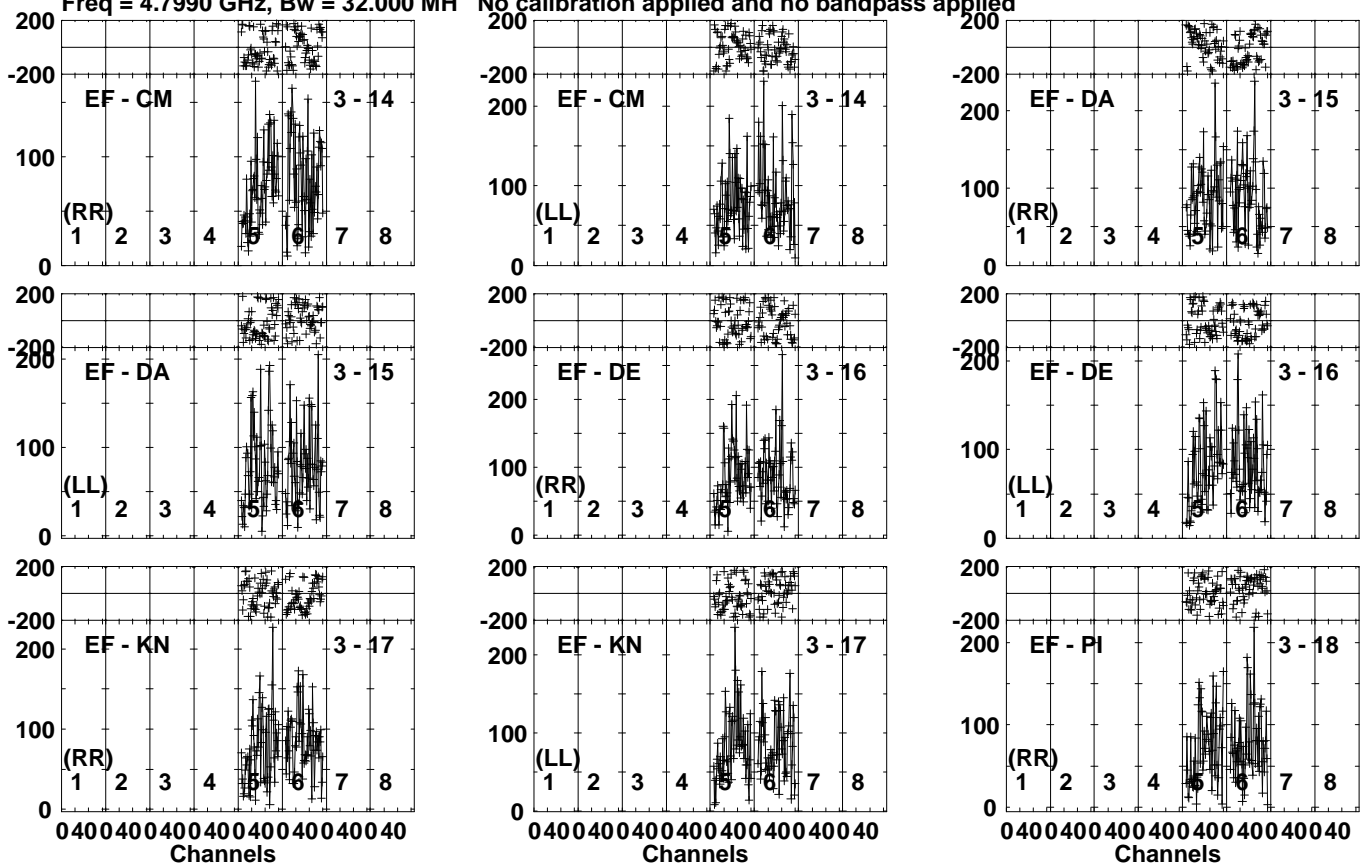 Freq = 4.7990 GHz, Bw = 32.000 MH No calibration applied and no bandpass applied
200
-200
EF - CM 3 - 14
100
(RR)
1 2 3 4 5 6 7 8
0
200
-200
200
EF - CM 3 - 14
100
(LL)
1 2 3 4 5 6 7 8
0
200
-200
200
EF - DA 3 - 15
100
(RR)
1 2 3 4 5 6 7 8
0
200
-200
200
EF - DA 3 - 15
100
(LL)
1 2 3 4 5 6 7 8
0
200
-200
200
EF - DE 3 - 16
100
(RR)
1 2 3 4 5 6 7 8
0
200
-200
200
EF - DE 3 - 16
100
(LL)
1 2 3 4 5 6 7 8
0
200
-200
200
EF - KN 3 - 17
100
(RR)
1 2 3 4 5 6 7 8
0
0 40 0 40 0 40 0 40 0 40 0 40 0 40 0 40
Channels
200
-200
200
EF - KN 3 - 17
100
(LL)
1 2 3 4 5 6 7 8
0
0 40 0 40 0 40 0 40 0 40 0 40 0 40 0 40
Channels
200
-200
200
EF - PI 3 - 18
100
(RR)
1 2 3 4 5 6 7 8
0
0 40 0 40 0 40 0 40 0 40 0 40 0 40 0 40
Channels